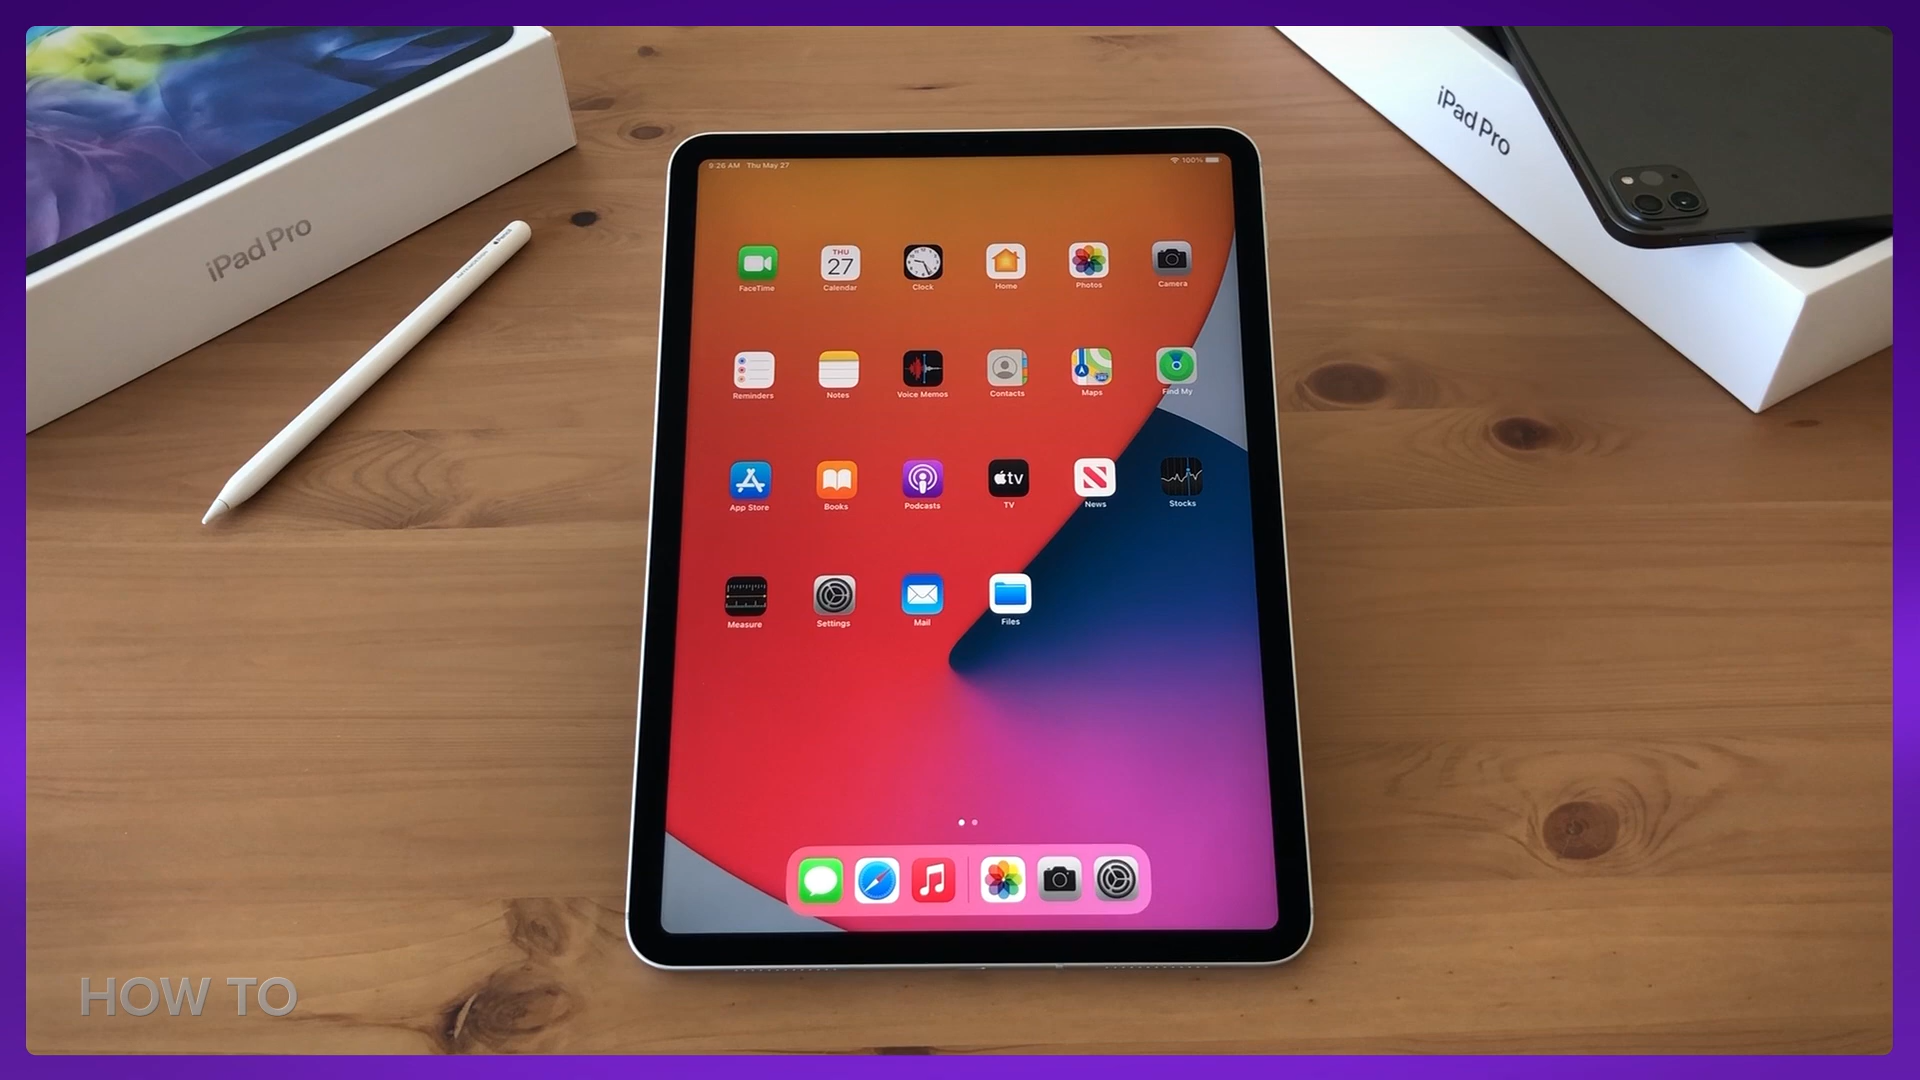 iPad Pro
iPad Pro
Pencil
9:26 AM Thu May 27
100%
FaceTime
THU
27
Calendar
Clock
Home
Photos
Camera
Reminders
Notes
Voice Memos
Contacts
Maps
Find My
App Store
Books
Podcasts
tv
TV
News
Stocks
Measure
Settings
Mail
Files
HOW TO